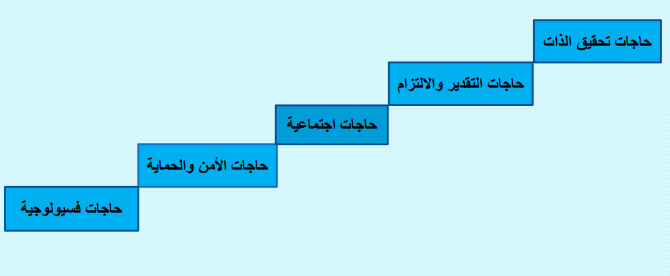 حاجات تحقيق الذات
حاجات التقدير والالتزام
حاجات اجتماعية
حاجات الأمن والحماية
حاجات فسيولوجية